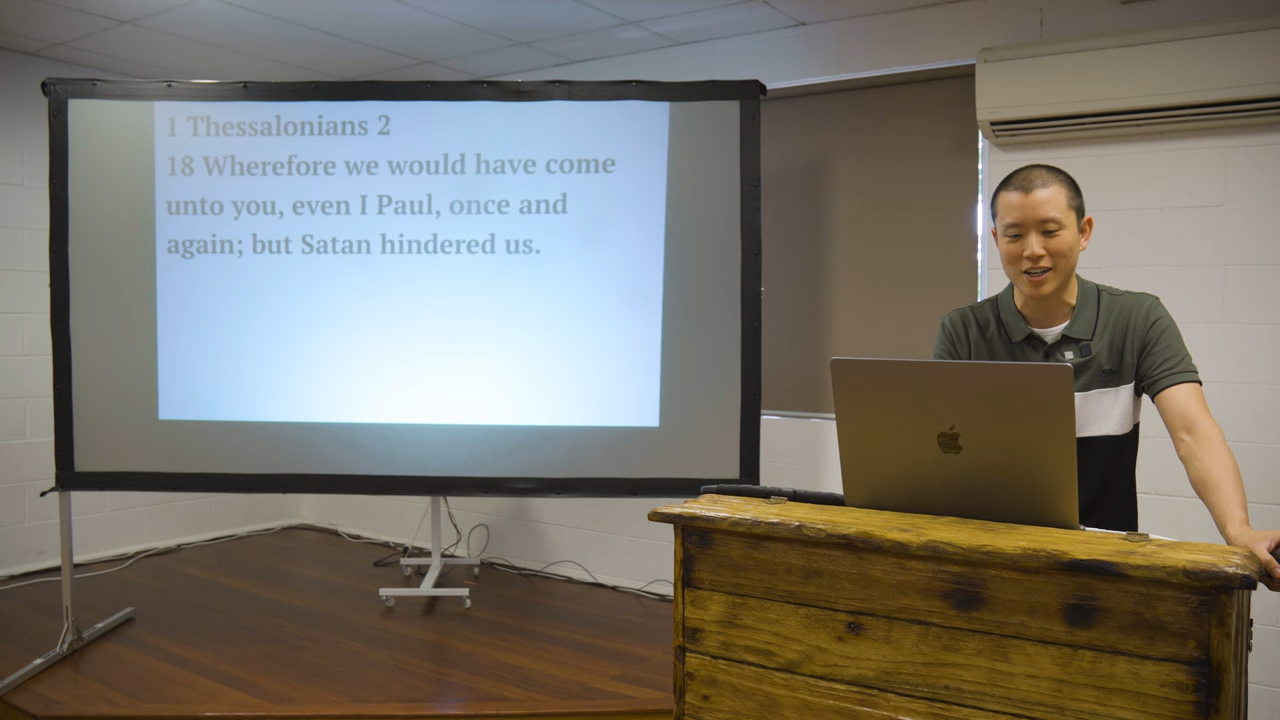 1 Thessalonians 2
18 Wherefore we would have come
unto you, even I Paul, once and
again; but Satan hindered us.